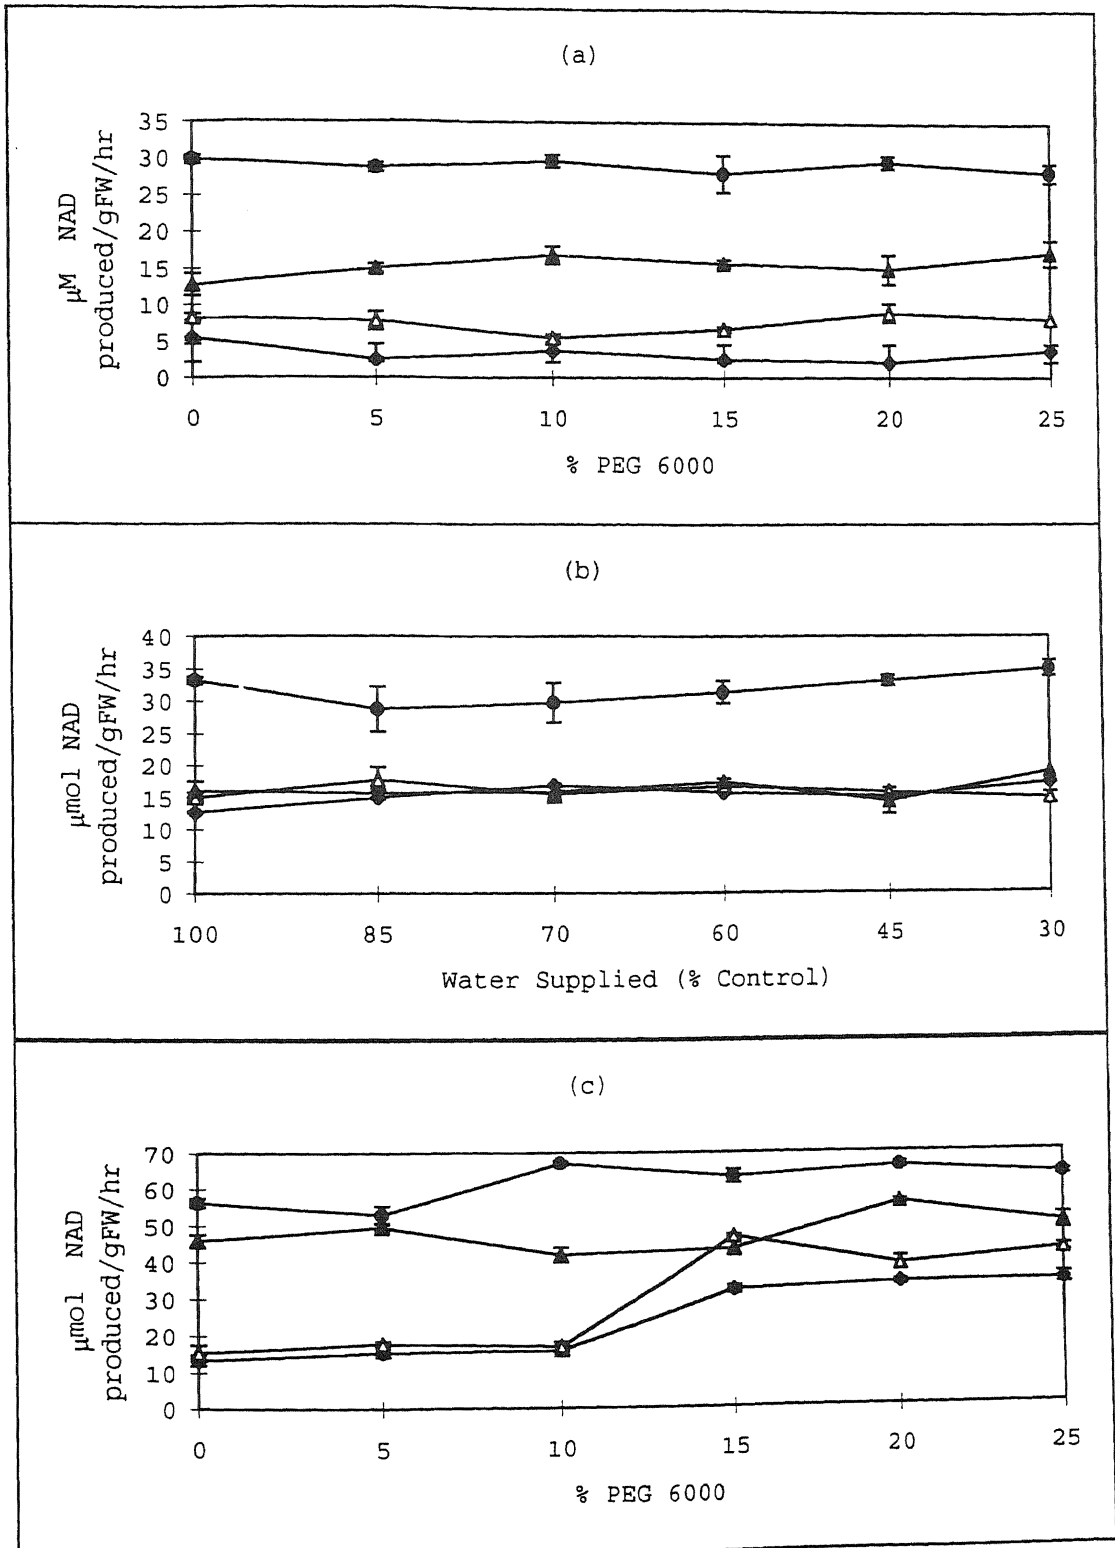 (a)
35
30
25
20
15
10
5
0
µM NAD
produced/gFW/hr
0 5 10 15 20 25
% PEG 6000
(b)
40
35
30
25
20
15
10
5
0
µmol NAD
produced/gFW/hr
100 85 70 60 45 30
Water Supplied (% Control)
(c)
70
60
50
40
30
20
10
0
µmol NAD
produced/gFW/hr
0 5 10 15 20 25
% PEG 6000